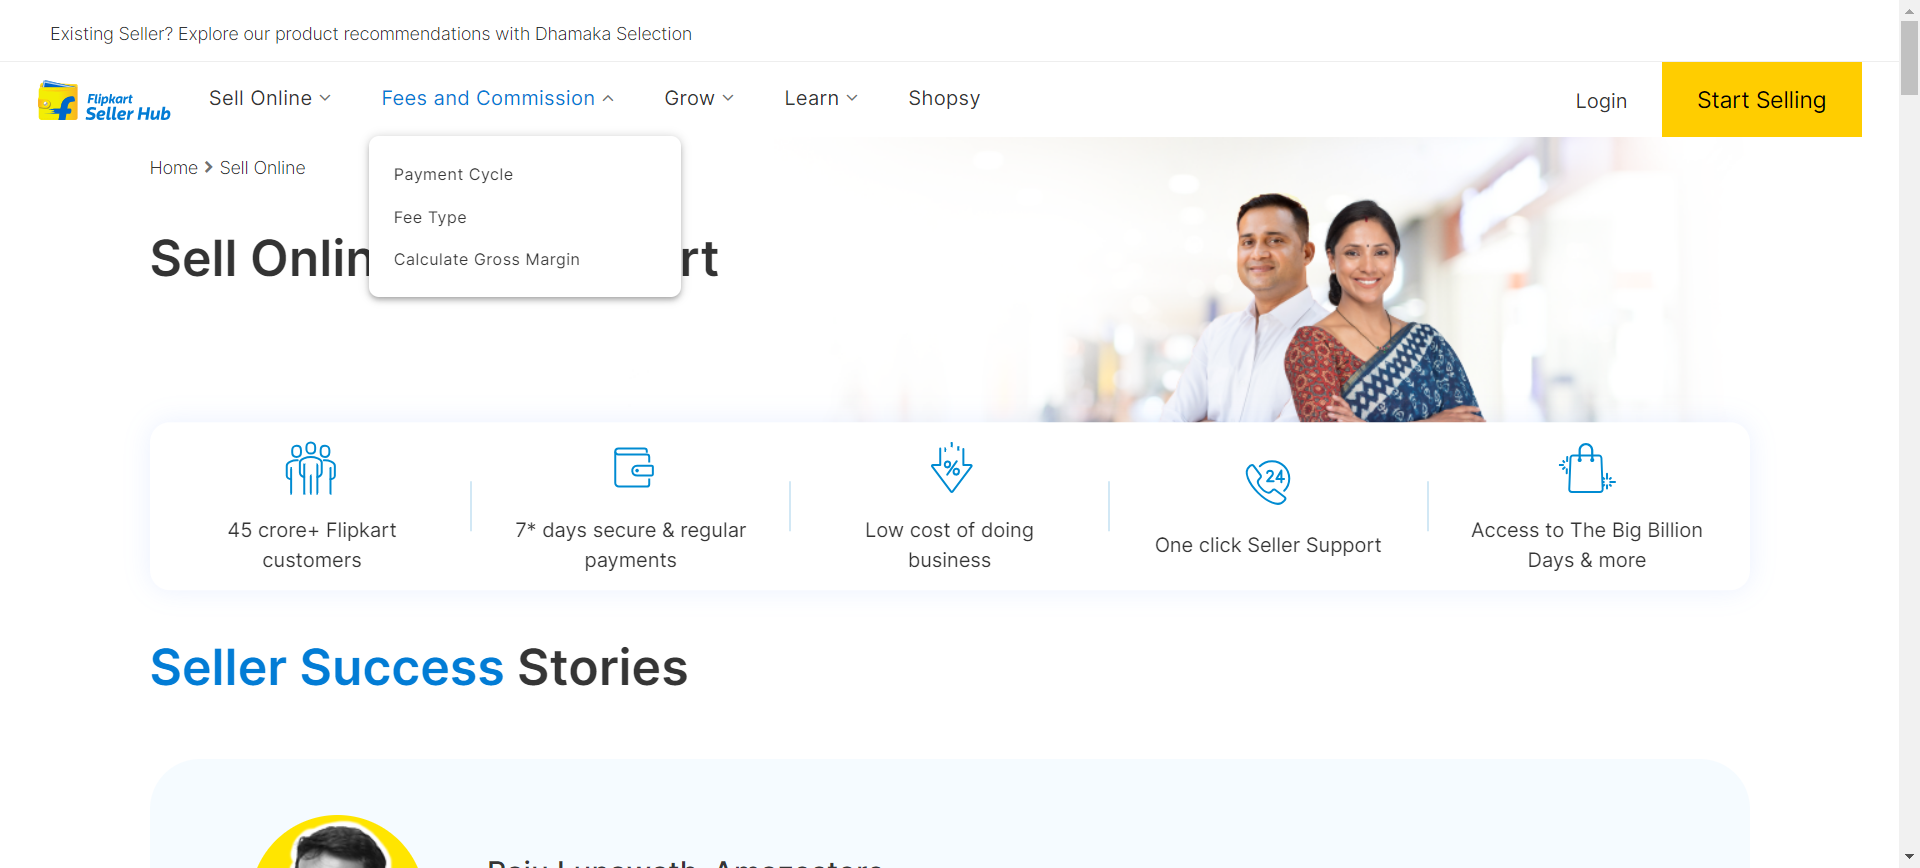 Existing Seller? Explore our product recommendations with Dhamaka Selection
Flipkart
Seller Hub
Sell Online
Fees and Commission
Grow
Learn
Shopsy
Login
Start Selling
Home
Sell Online
Payment Cycle
Fee Type
Calculate Gross Margin
Sell Onlin
rt
45 crore+ Flipkart
customers
7* days secure & regular
payments
%
Low cost of doing
business
24
One click Seller Support
Access to The Big Billion
Days & more
Seller Success Stories